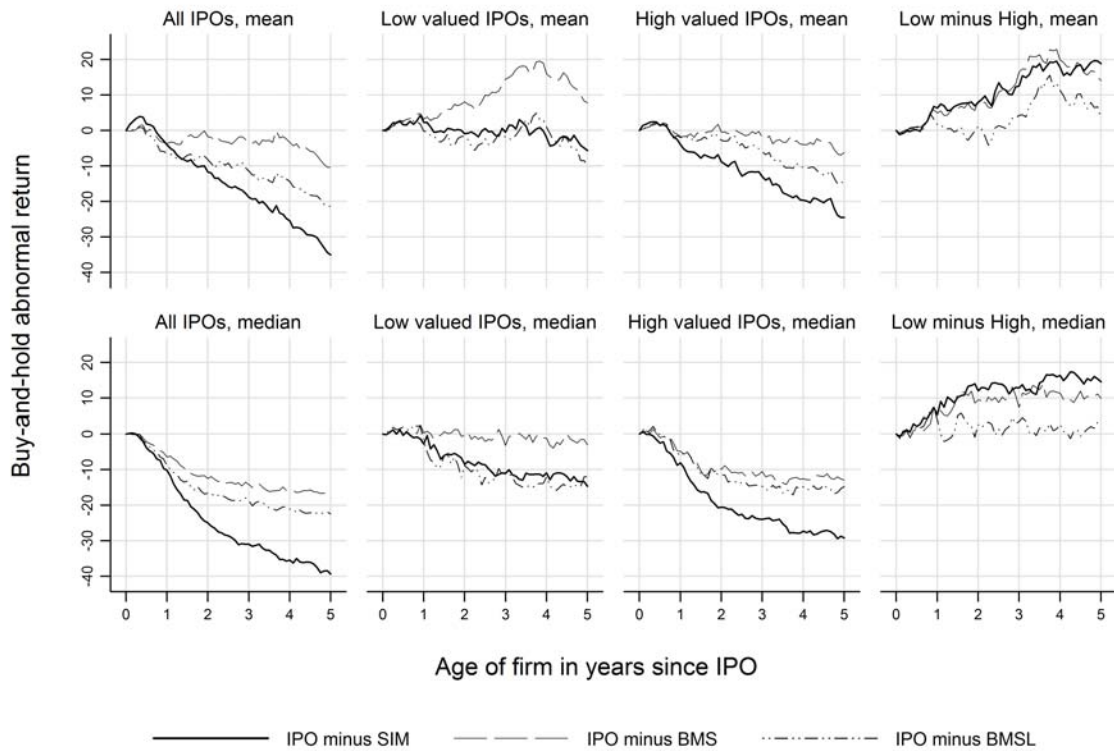 All IPOs, mean
Low valued IPOs, mean
High valued IPOs, mean
Low minus High, mean
20
10
0
-10
-20
-30
-40
All IPOs, median
Low valued IPOs, median
High valued IPOs, median
Low minus High, median
20
10
0
-10
-20
-30
-40
Buy-and-hold abnormal return
0 1 2 3 4 5
0 1 2 3 4 5
0 1 2 3 4 5
0 1 2 3 4 5
Age of firm in years since IPO
IPO minus SIM
IPO minus BMS
IPO minus BMSL